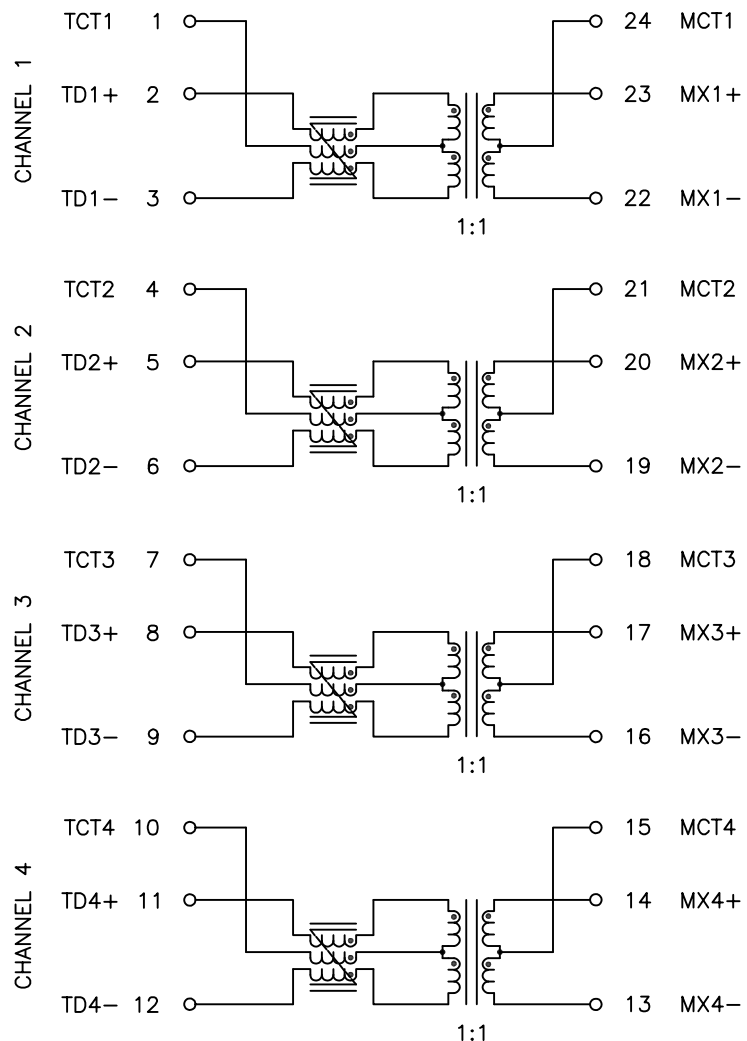 CHANNEL 1
TCT1 1 24 MCT1
TD1+ 2 23 MX1+
TD1− 3 22 MX1−
1:1
CHANNEL 2
TCT2 4 21 MCT2
TD2+ 5 20 MX2+
TD2− 6 19 MX2−
1:1
CHANNEL 3
TCT3 7 18 MCT3
TD3+ 8 17 MX3+
TD3− 9 16 MX3−
1:1
CHANNEL 4
TCT4 10 15 MCT4
TD4+ 11 14 MX4+
TD4− 12 13 MX4−
1:1